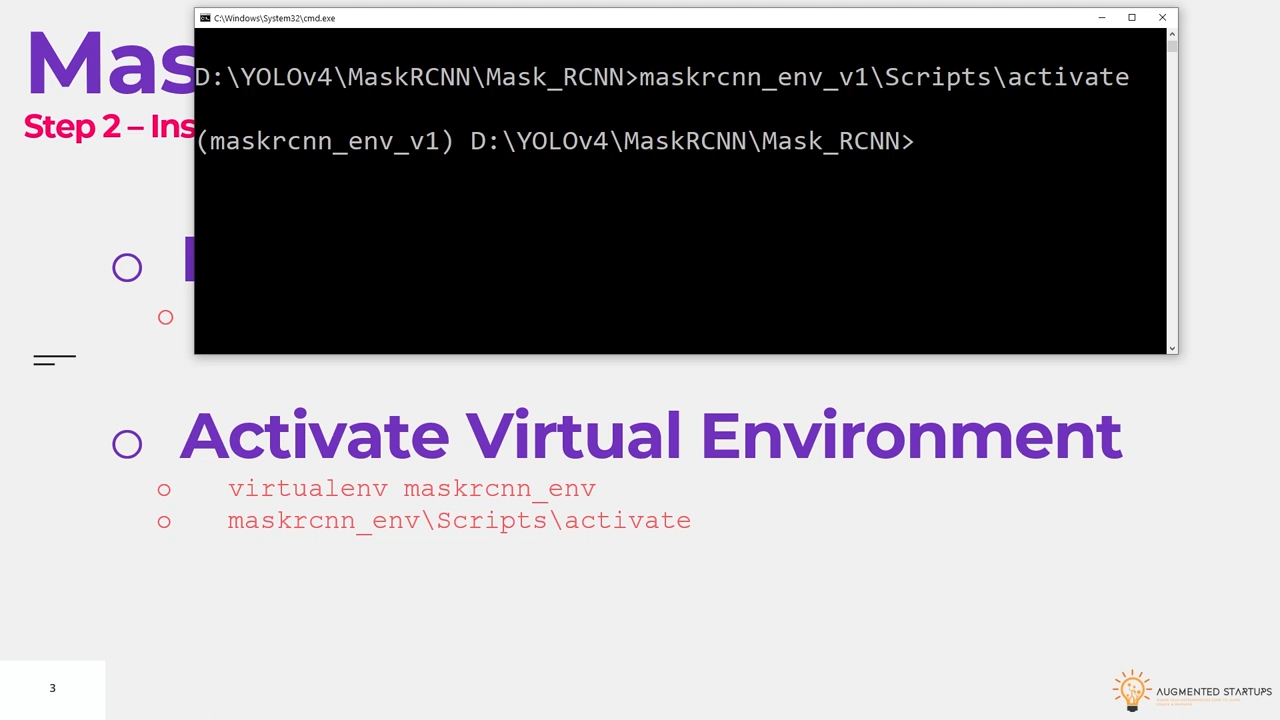 C:\Windows\System32\cmd.exe
D:\YOLOv4\MaskRCNN\Mask_RCNN>maskrcnn_env_v1\Scripts\activate
(maskrcnn_env_v1) D:\YOLOv4\MaskRCNN\Mask_RCNN>
Mas
Step 2 – Ins
Activate Virtual Environment
virtualenv maskrcnn_env
maskrcnn_env\Scripts\activate
3
AUGMENTED STARTUPS